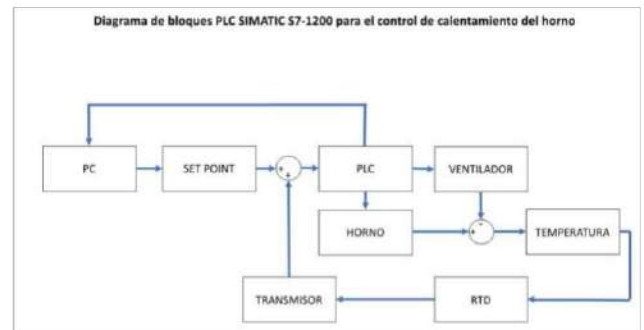 Diagrama de bloques PLC SIMATIC S7-1200 para el control de calentamiento del horno
PC
SET POINT
+
+
PLC
VENTILADOR
HORNO
+
-
TEMPERATURA
TRANSMISOR
RTD